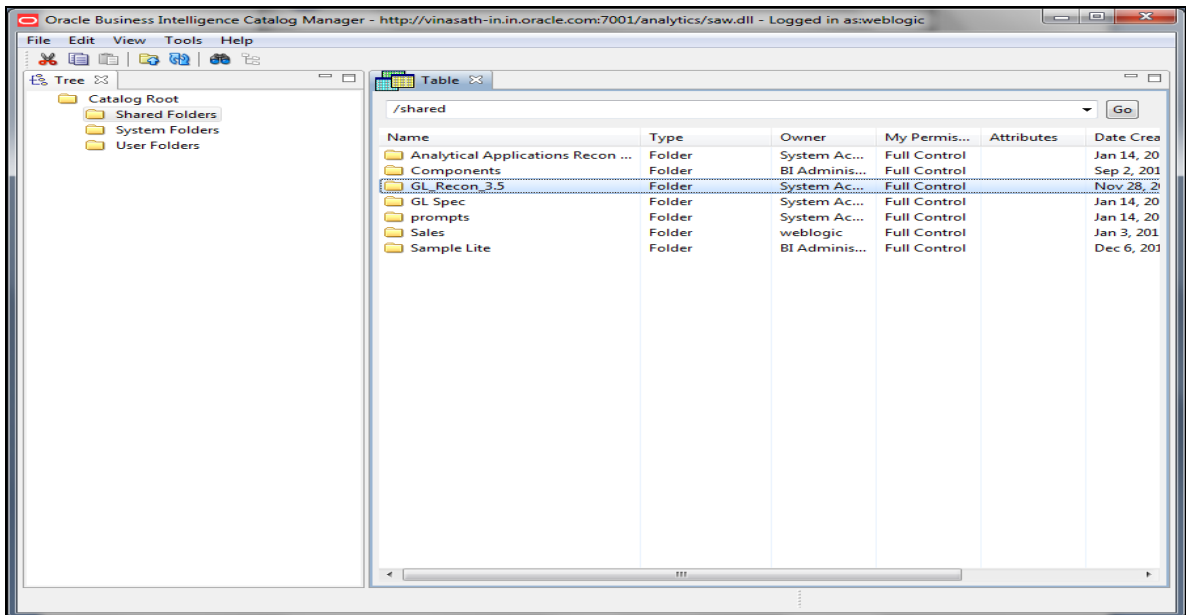 Oracle Business Intelligence Catalog Manager - http://vinasath-in.in.oracle.com:7001/analytics/saw.dll - Logged in as:weblogic
File Edit View Tools Help
Tree
Catalog Root
Shared Folders
System Folders
User Folders
Table
/shared Go
Name Type Owner My Permis... Attributes Date Crea
Analytical Applications Recon ... Folder System Ac... Full Control Jan 14, 20
Components Folder BI Adminis... Full Control Sep 2, 201
GL_Recon_3.5 Folder System Ac... Full Control Nov 28, 2
GL Spec Folder System Ac... Full Control Jan 14, 20
prompts Folder System Ac... Full Control Jan 14, 20
Sales Folder weblogic Full Control Jan 3, 201
Sample Lite Folder BI Adminis... Full Control Dec 6, 201